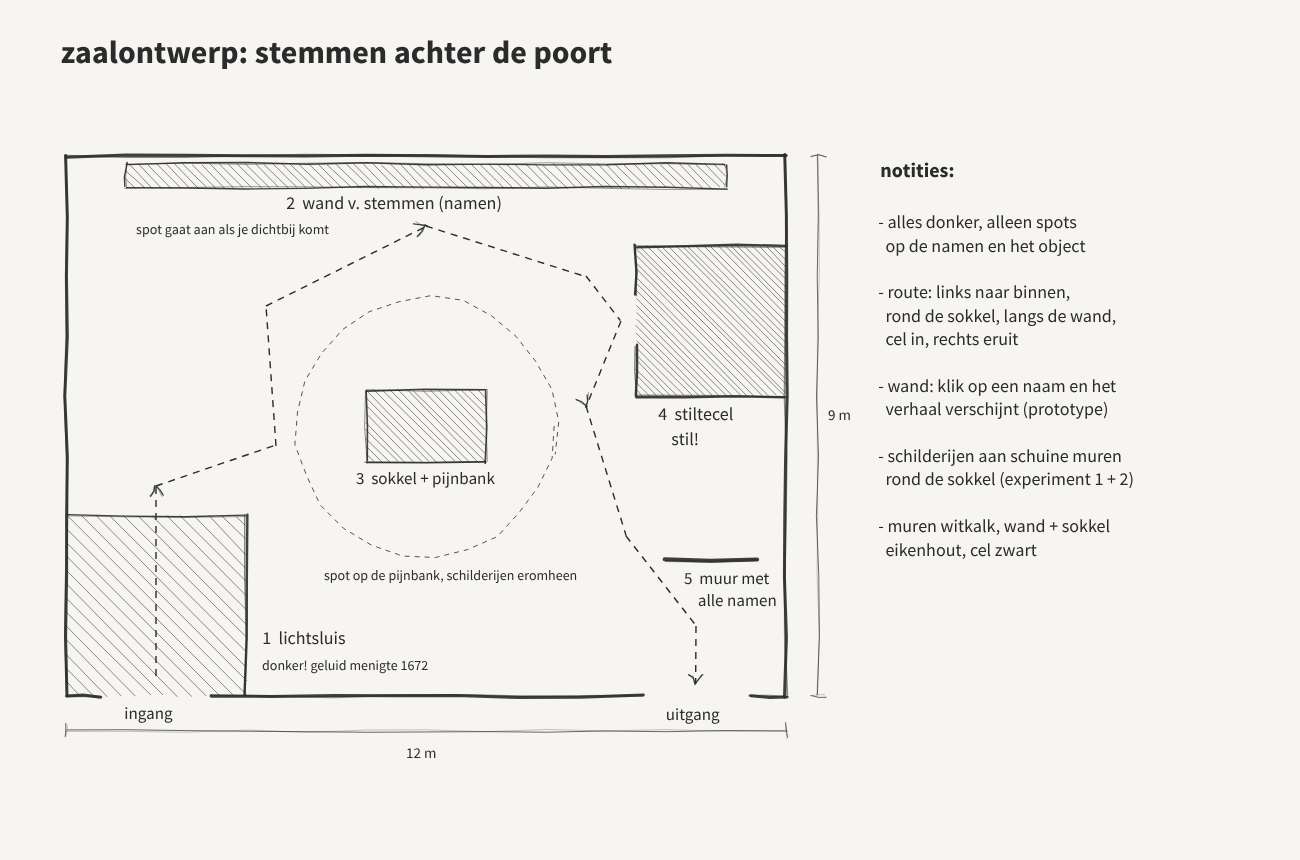 zaalontwerp: stemmen achter de poort
2 wand v. stemmen (namen)
spot gaat aan als je dichtbij komt
4 stiltecel
stil!
3 sokkel + pijnbank
spot op de pijnbank, schilderijen eromheen
5 muur met
alle namen
1 lichtsluis
donker! geluid menigte 1672
ingang
uitgang
12 m
9 m
notities:
- alles donker, alleen spots
op de namen en het object
- route: links naar binnen,
rond de sokkel, langs de wand,
cel in, rechts eruit
- wand: klik op een naam en het
verhaal verschijnt (prototype)
- schilderijen aan schuine muren
rond de sokkel (experiment 1 + 2)
- muren witkalk, wand + sokkel
eikenhout, cel zwart